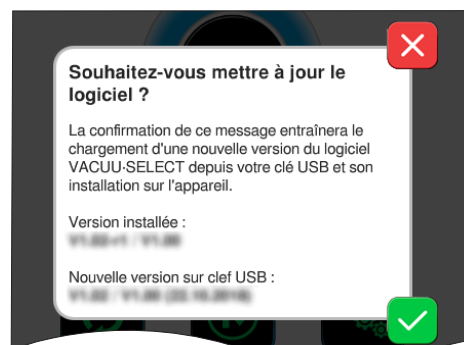 Souhaitez-vous mettre à jour le
logiciel ?
La confirmation de ce message entraînera le
chargement d'une nouvelle version du logiciel
VACUU·SELECT depuis votre clé USB et son
installation sur l'appareil.
Version installée :
Nouvelle version sur clef USB :